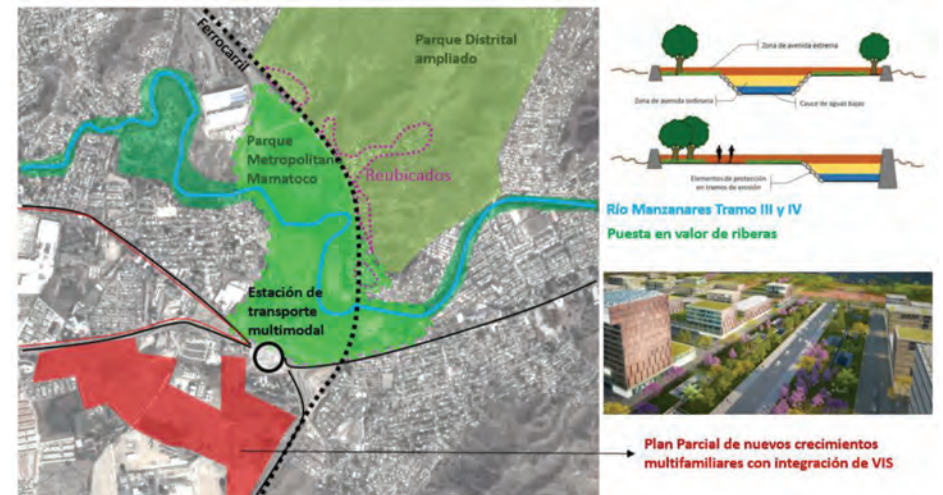 Ferrocarril
Parque Distrital
ampliado
Parque
Metropolitano
Mamatoco
Reubicados
Estación de
transporte
multimodal
Zona de avenida extrema
Zona de avenida ordinaria
Cauce de aguas bajas
Elementos de protección
en tramos de erosión
Río Manzanares Tramo III y IV
Puesta en valor de riberas
Plan Parcial de nuevos crecimientos
multifamiliares con integración de VIS